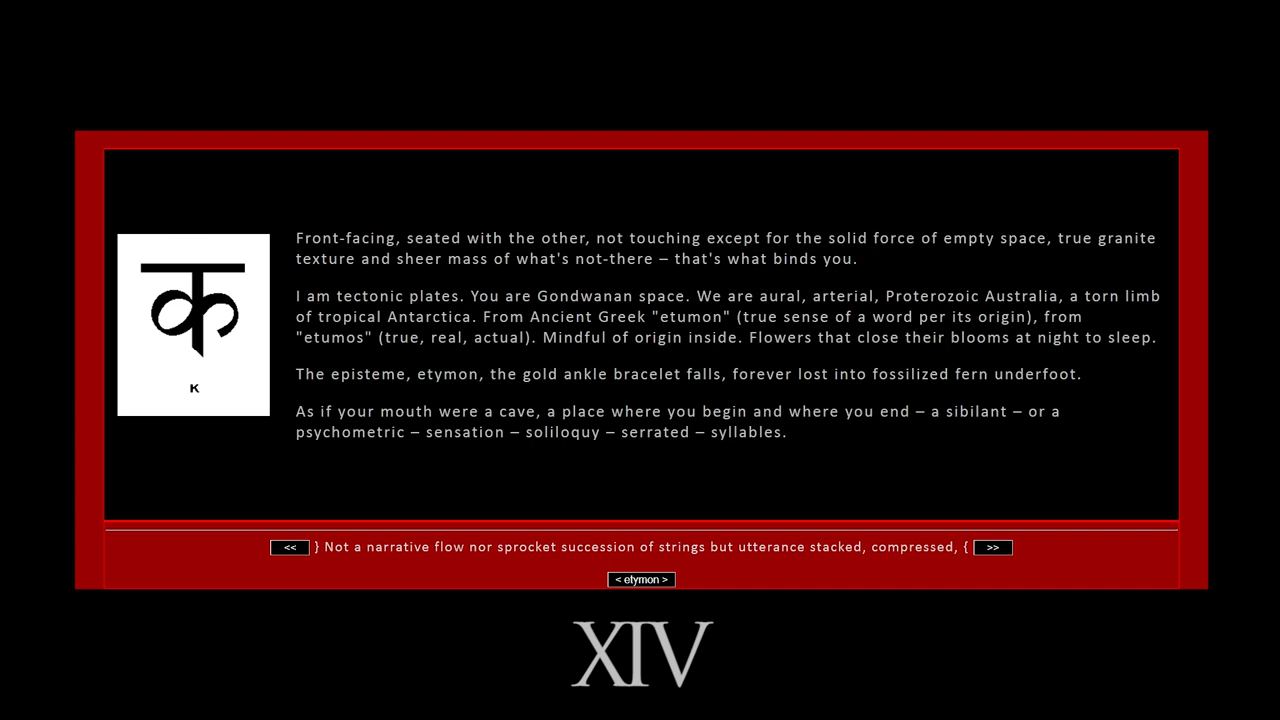 क
K
Front-facing, seated with the other, not touching except for the solid force of empty space, true granite
texture and sheer mass of what's not-there – that's what binds you.
I am tectonic plates. You are Gondwanan space. We are aural, arterial, Proterozoic Australia, a torn limb
of tropical Antarctica. From Ancient Greek "etumon" (true sense of a word per its origin), from
"etumos" (true, real, actual). Mindful of origin inside. Flowers that close their blooms at night to sleep.
The episteme, etymon, the gold ankle bracelet falls, forever lost into fossilized fern underfoot.
As if your mouth were a cave, a place where you begin and where you end – a sibilant – or a
psychometric – sensation – soliloquy – serrated – syllables.
<< } Not a narrative flow nor sprocket succession of strings but utterance stacked, compressed, { >>
< etymon >
XIV